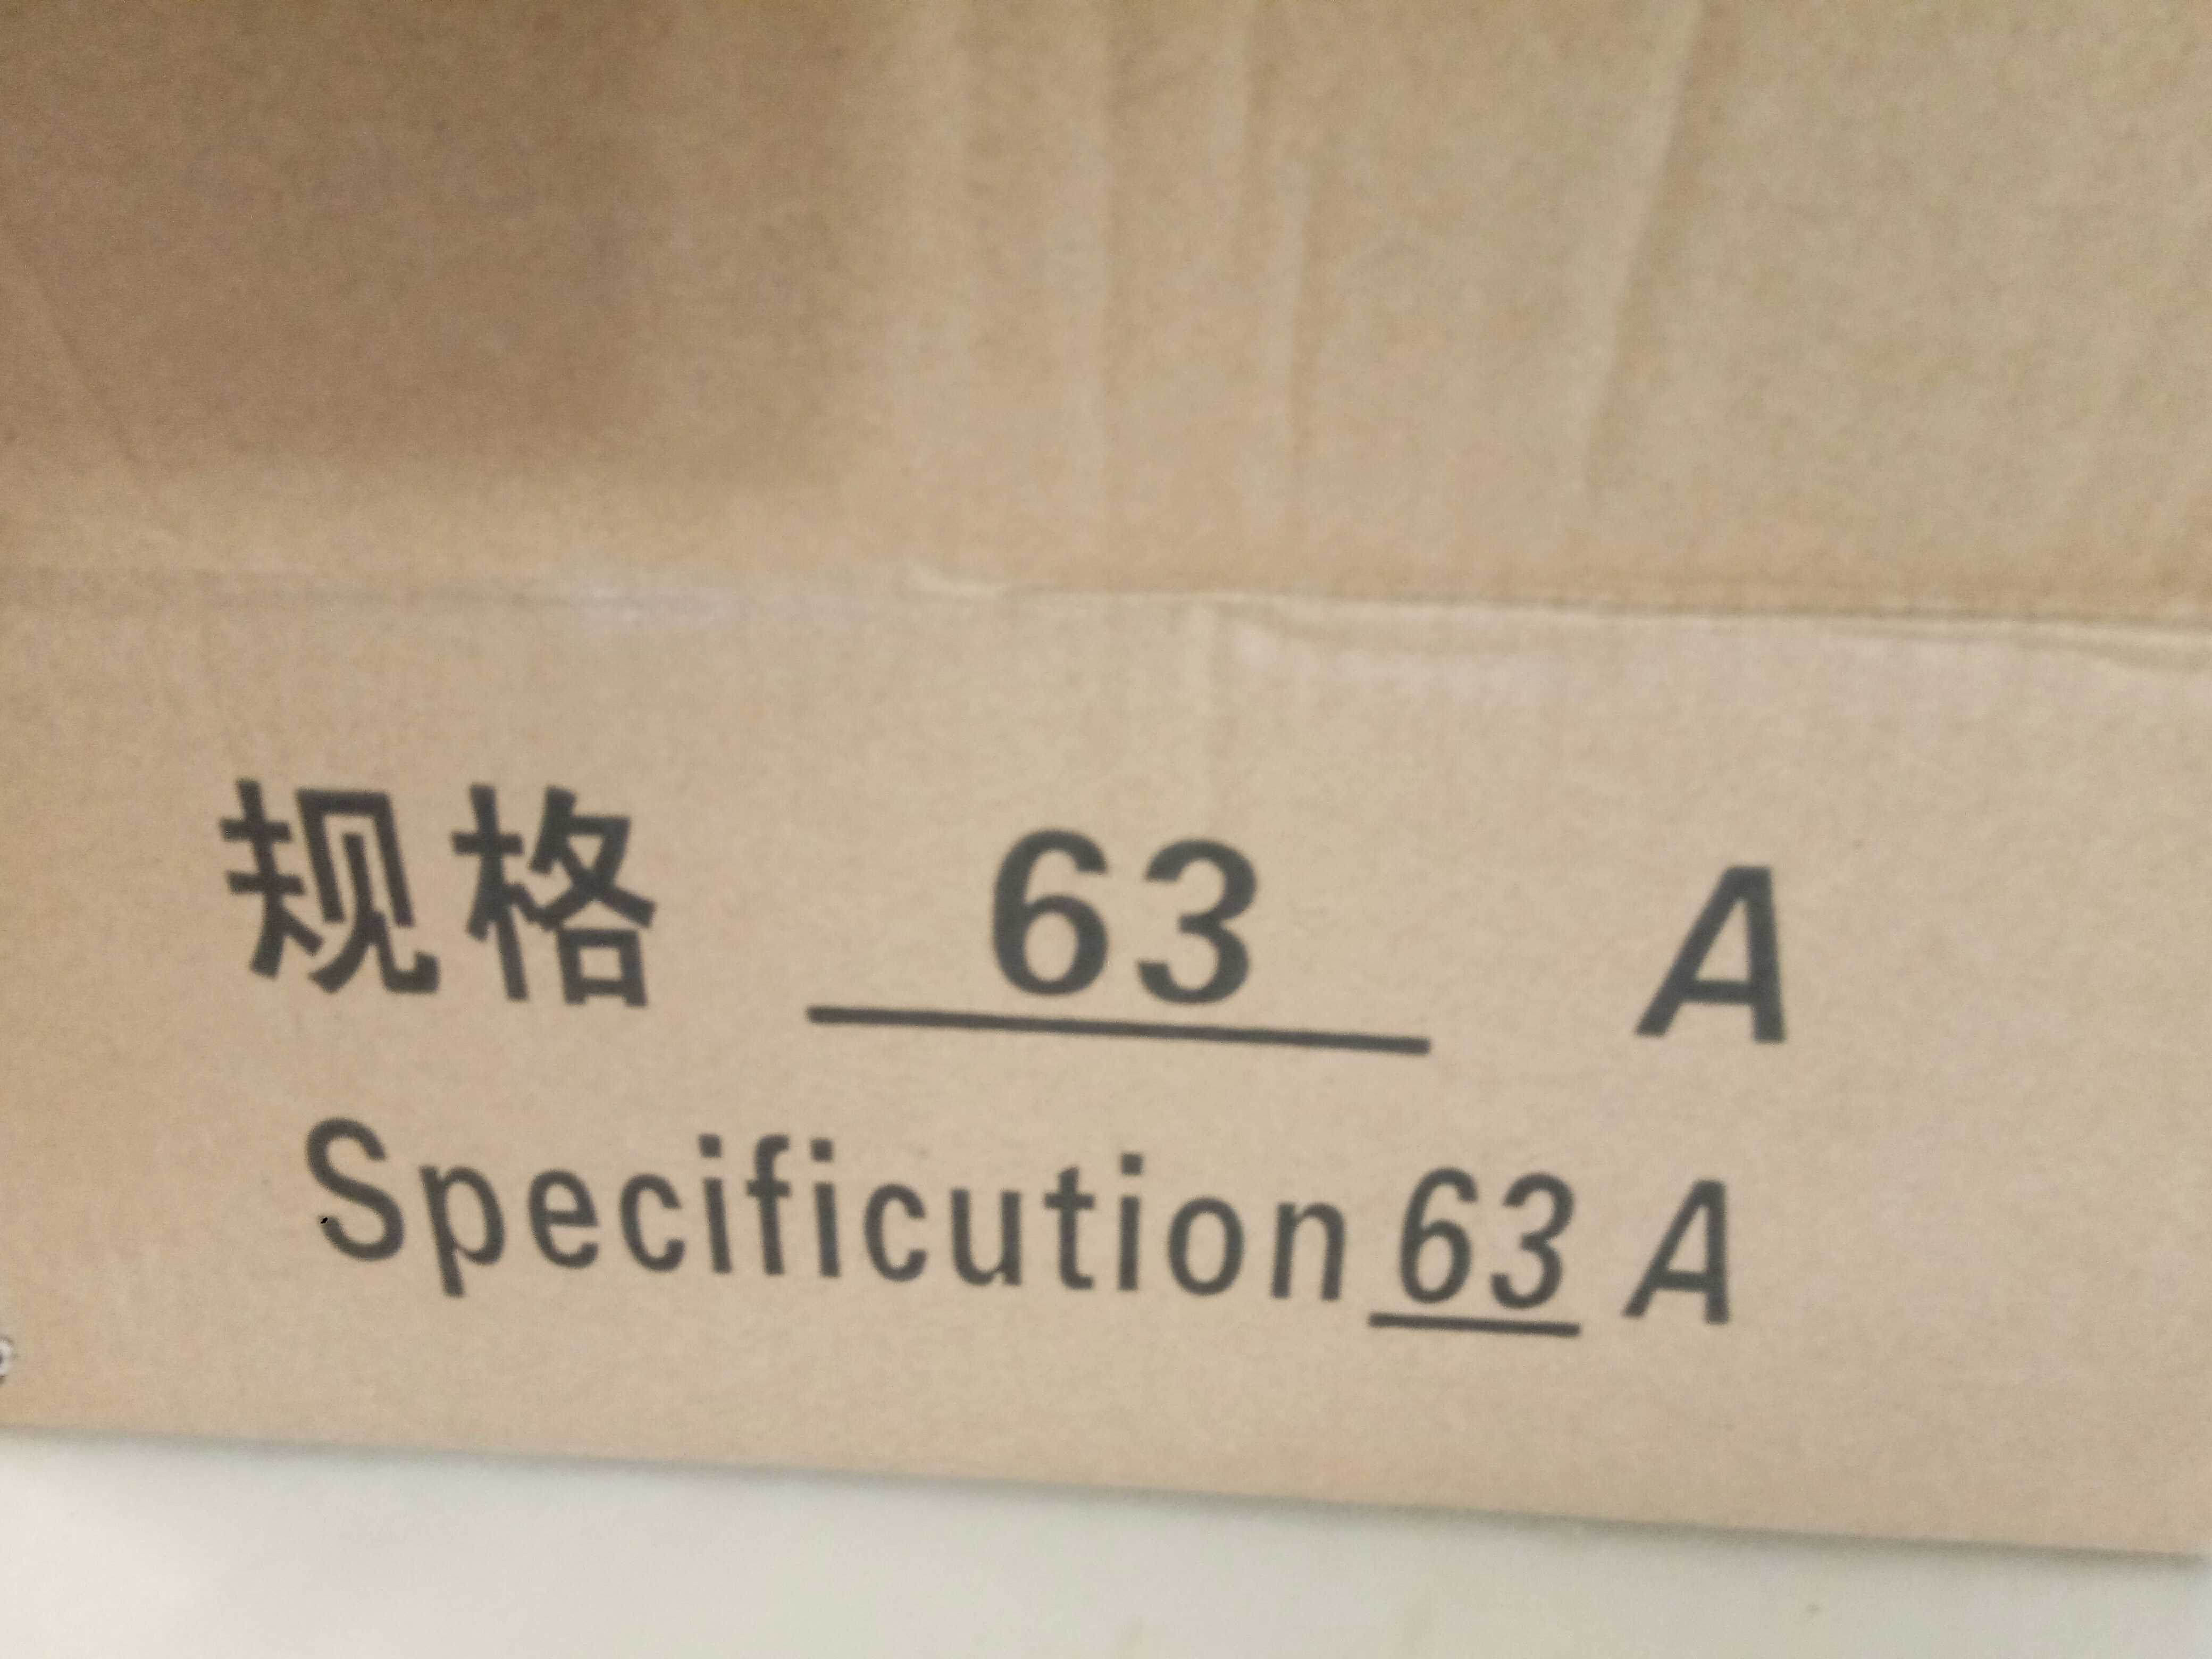 规格 63 A
Specificution 63 A